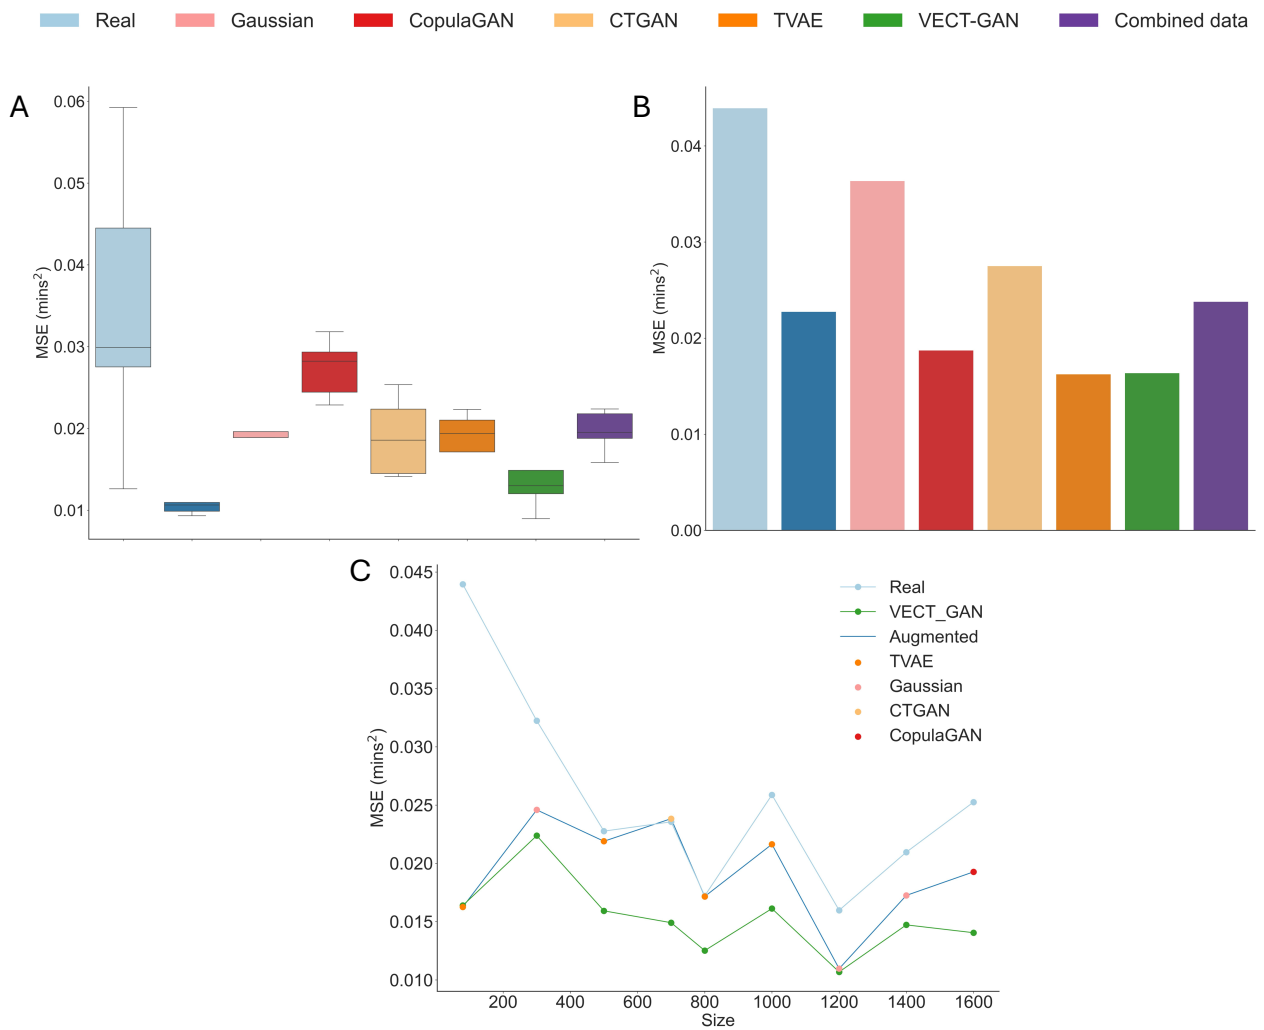 Real Gaussian CopulaGAN CTGAN TVAE VECT-GAN Combined data
A
MSE (mins²)
0.06
0.05
0.04
0.03
0.02
0.01
B
MSE (mins²)
0.04
0.03
0.02
0.01
0.00
C
MSE (mins²)
0.045
0.040
0.035
0.030
0.025
0.020
0.015
0.010
Real
VECT_GAN
Augmented
TVAE
Gaussian
CTGAN
CopulaGAN
200 400 600 800 1000 1200 1400 1600
Size